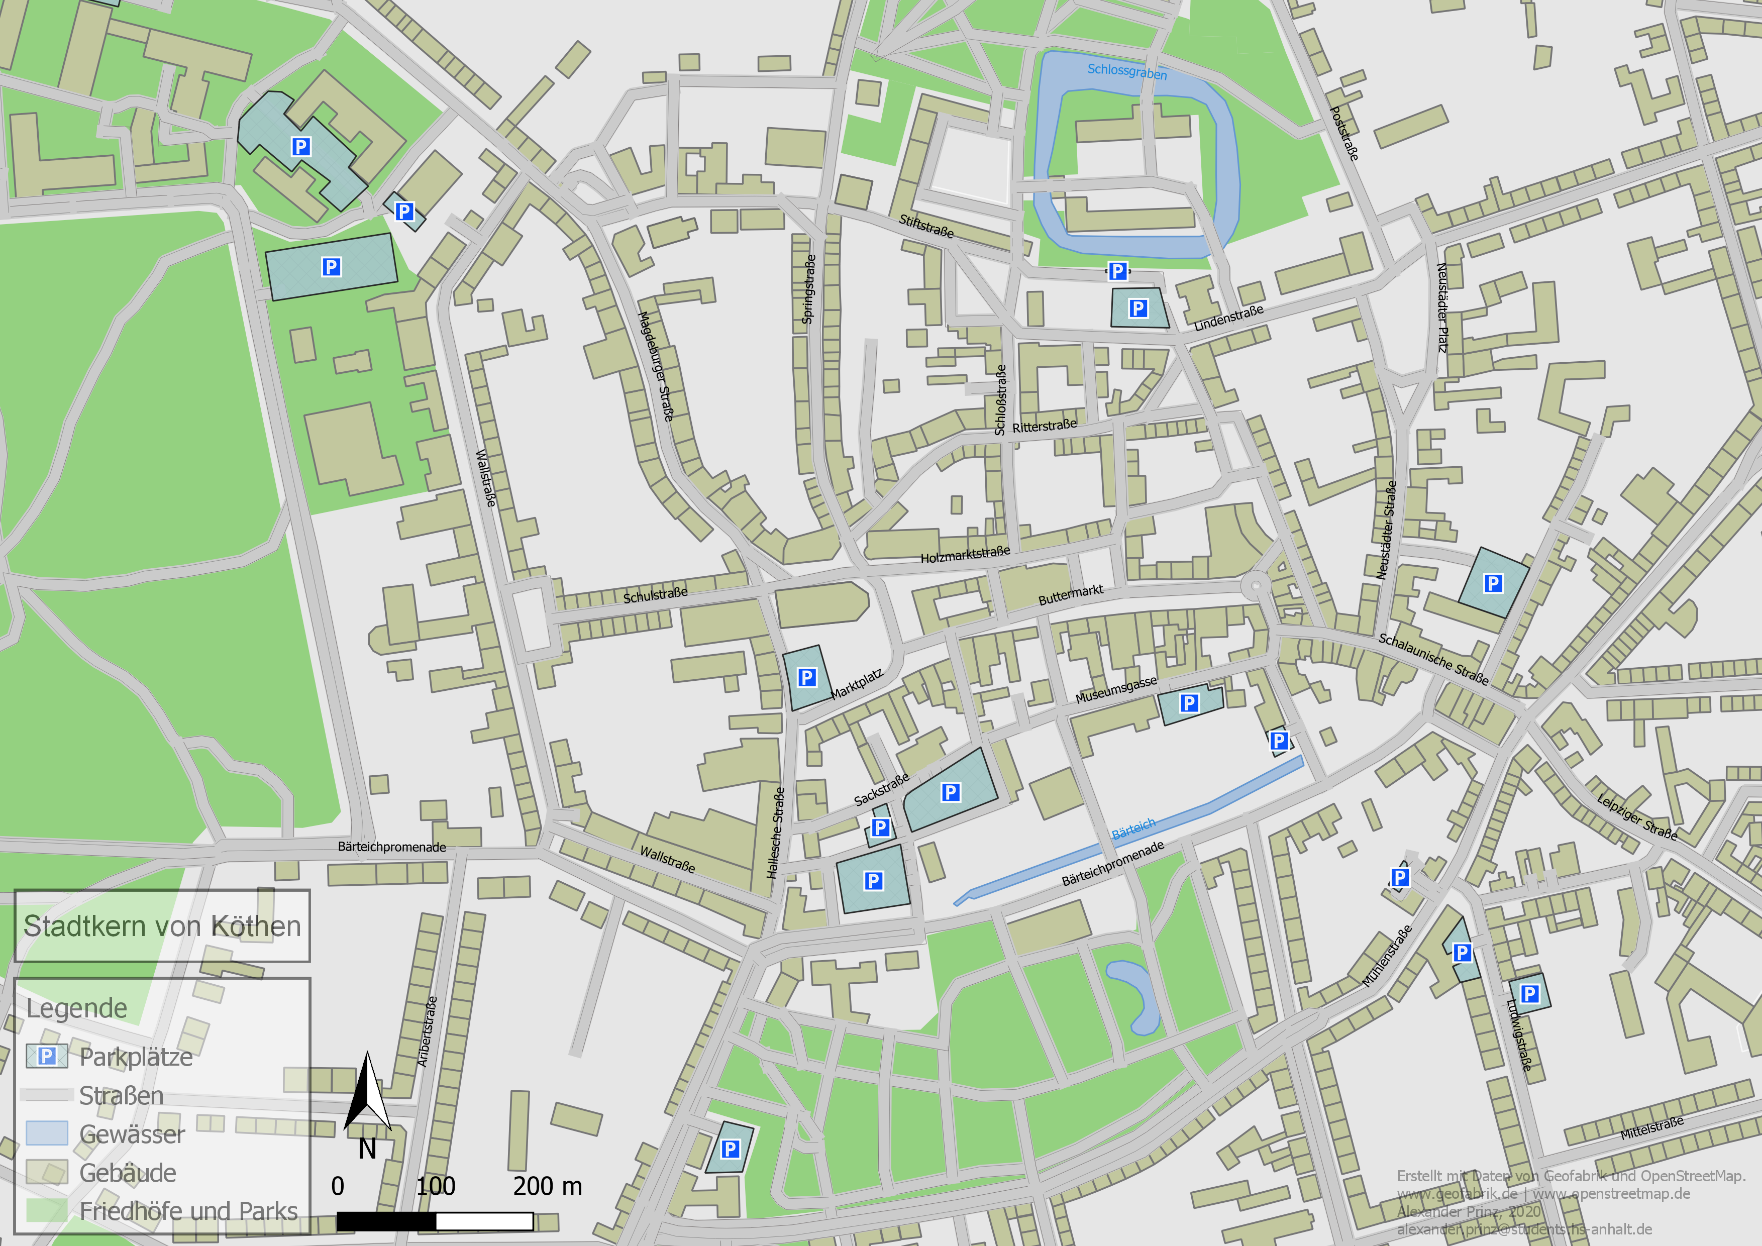 Schlossgraben
Poststraße
P
P
Stiftstraße
P
P
P
Springstraße
Neustädter Platz
P
Lindenstraße
Magdeburger Straße
Schloßstraße
Ritterstraße
Wallstraße
Neustädter Straße
Holzmarktstraße
P
Schulstraße
Buttermarkt
Schalaunische Straße
P
Marktplatz
Museumsgasse
P
P
Sackstraße
P
Leipziger Straße
P
Bärteich
Hallesche Straße
Bärteichpromenade
Wallstraße
Bärteichpromenade
P
P
Stadtkern von Köthen
Mühlenstraße
P
P
Legende
Aribertstraße
Ludwigstraße
P Parkplätze
Straßen
Gewässer
Gebäude
Friedhöfe und Parks
N
0 100 200 m
P
Mittelstraße
Erstellt mit Daten von Geofabrik und OpenStreetMap.
www.geofabrik.de | www.openstreetmap.de
Alexander Prinz, 2020
alexander.prinz@students.hs-anhalt.de